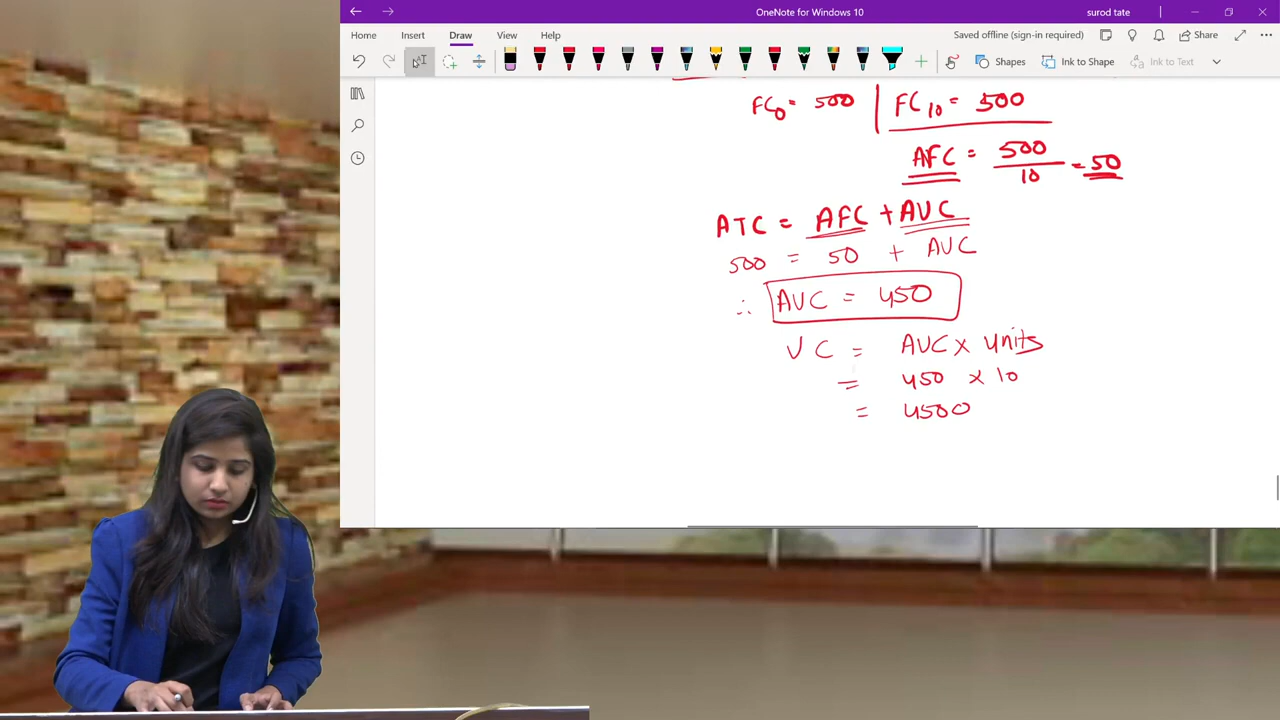 OneNote for Windows 10
surod tate
Home Insert Draw View Help
Saved offline (sign-in required)
Share
Shapes Ink to Shape Ink to Text
FC0 = 500 | FC10 = 500
AFC = 500/10 = 50
ATC = AFC + AVC
500 = 50 + AVC
∴ AVC = 450
VC = AVC × units
= 450 × 10
= 4500